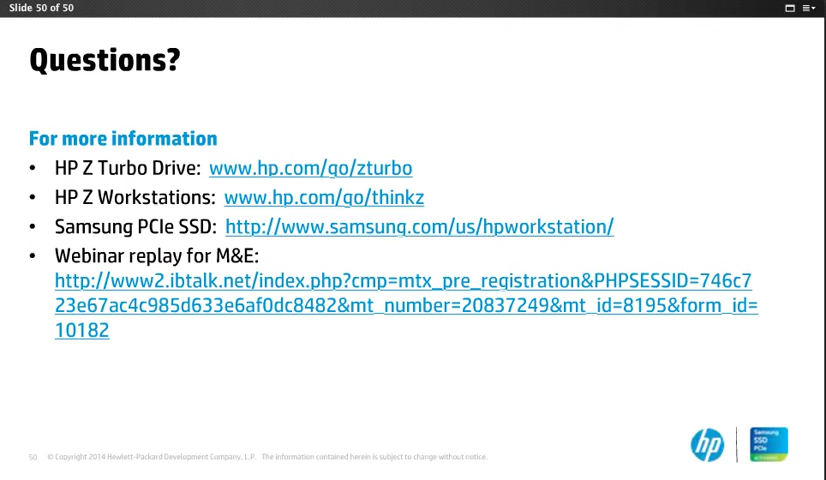 Slide 50 of 50
Questions?
For more information
• HP Z Turbo Drive: www.hp.com/go/zturbo
• HP Z Workstations: www.hp.com/go/thinkz
• Samsung PCIe SSD: http://www.samsung.com/us/hpworkstation/
• Webinar replay for M&E:
http://www2.ibtalk.net/index.php?cmp=mtx_pre_registration&PHPSESSID=746c7
23e67ac4c985d633e6af0dc8482&mt_number=20837249&mt_id=8195&form_id=
10182
50 © Copyright 2014 Hewlett-Packard Development Company, L.P. The information contained herein is subject to change without notice.
hp
Samsung
SSD
PCIe